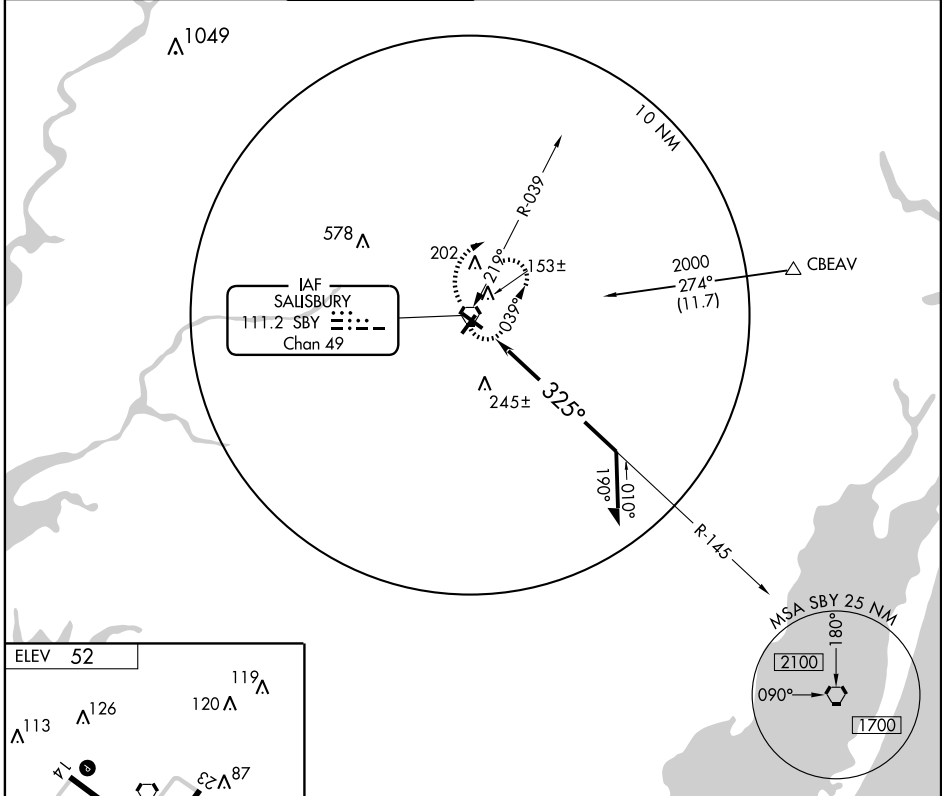 1049
10 NM
R-039
578
202
219°
153±
2000
274°
(11.7)
CBEAV
IAF
SALISBURY
111.2 SBY
Chan 49
039°
245±
325°
190°
010°
R-145
MSA SBY 25 NM
180°
2100
090°
1700
ELEV 52
119
120
126
113
14
P
23
87